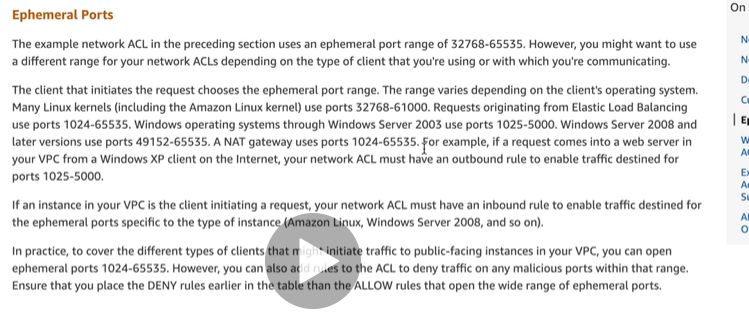 Ephemeral Ports
The example network ACL in the preceding section uses an ephemeral port range of 32768-65535. However, you might want to use
a different range for your network ACLs depending on the type of client that you're using or with which you're communicating.
The client that initiates the request chooses the ephemeral port range. The range varies depending on the client's operating system.
Many Linux kernels (including the Amazon Linux kernel) use ports 32768-61000. Requests originating from Elastic Load Balancing
use ports 1024-65535. Windows operating systems through Windows Server 2003 use ports 1025-5000. Windows Server 2008 and
later versions use ports 49152-65535. A NAT gateway uses ports 1024-65535. For example, if a request comes into a web server in
your VPC from a Windows XP client on the Internet, your network ACL must have an outbound rule to enable traffic destined for
ports 1025-5000.
If an instance in your VPC is the client initiating a request, your network ACL must have an inbound rule to enable traffic destined for
the ephemeral ports specific to the type of instance (Amazon Linux, Windows Server 2008, and so on).
In practice, to cover the different types of clients that might initiate traffic to public-facing instances in your VPC, you can open
ephemeral ports 1024-65535. However, you can also add rules to the ACL to deny traffic on any malicious ports within that range.
Ensure that you place the DENY rules earlier in the table than the ALLOW rules that open the wide range of ephemeral ports.
On